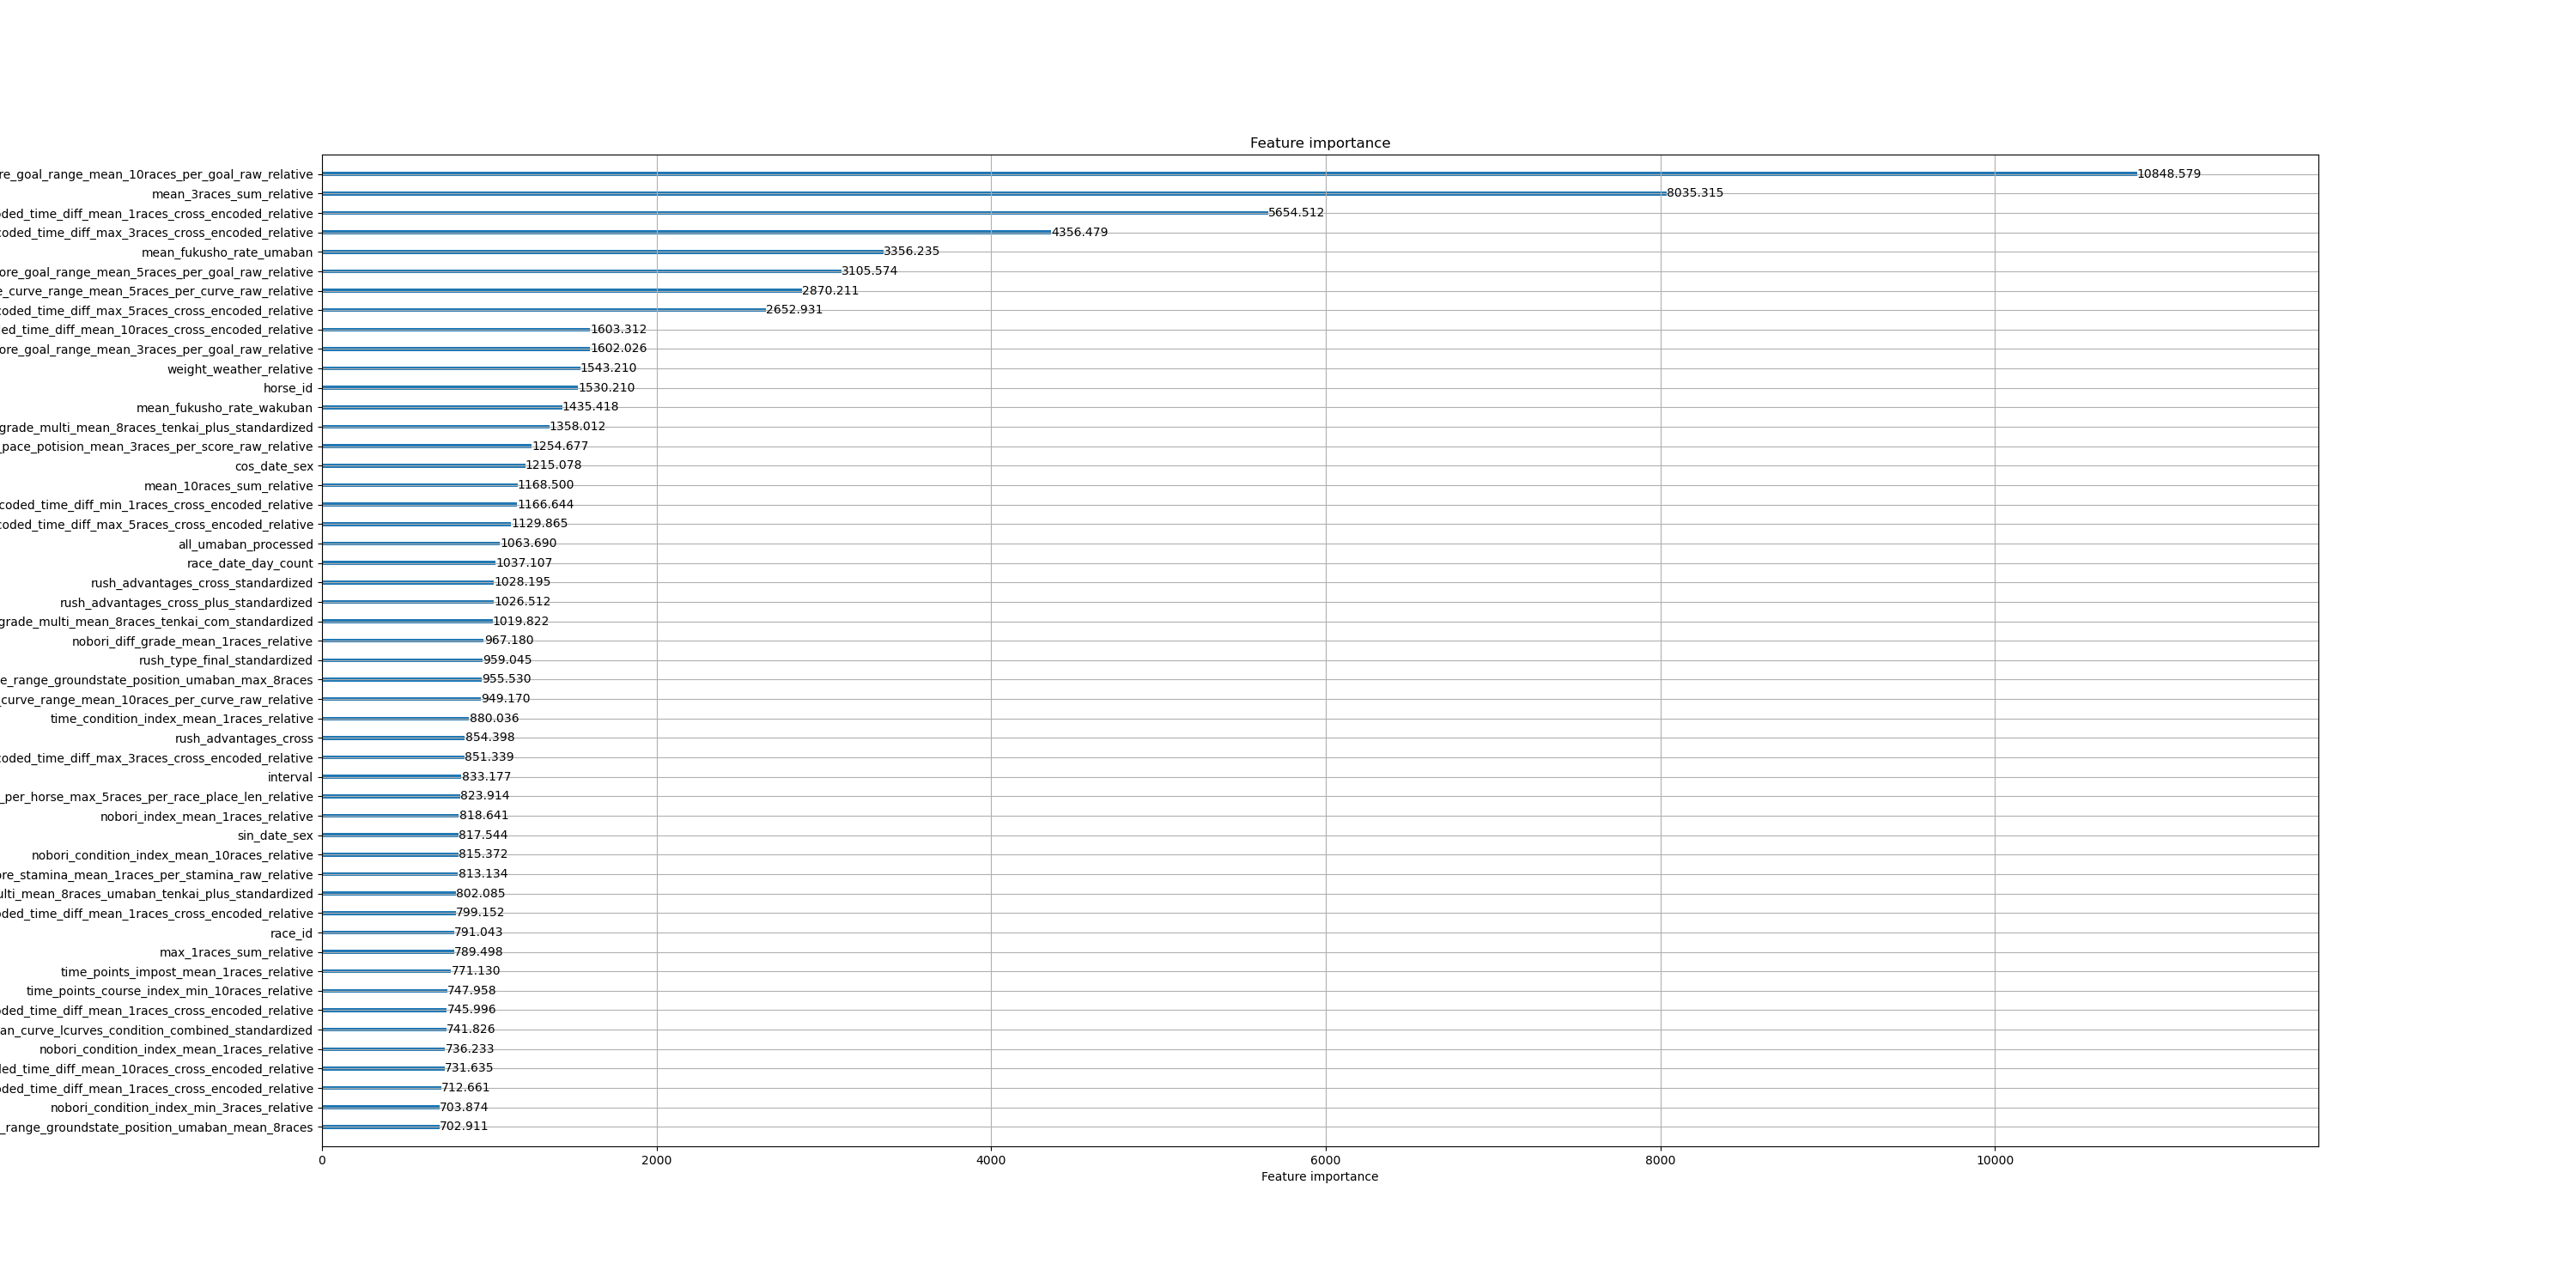 Feature importance
re_goal_range_mean_10races_per_goal_raw_relative 10848.579
mean_3races_sum_relative 8035.315
ded_time_diff_mean_1races_cross_encoded_relative 5654.512
coded_time_diff_max_3races_cross_encoded_relative 4356.479
mean_fukusho_rate_umaban 3356.235
ore_goal_range_mean_5races_per_goal_raw_relative 3105.574
e_curve_range_mean_5races_per_curve_raw_relative 2870.211
coded_time_diff_max_5races_cross_encoded_relative 2652.931
ed_time_diff_mean_10races_cross_encoded_relative 1603.312
ore_goal_range_mean_3races_per_goal_raw_relative 1602.026
weight_weather_relative 1543.210
horse_id 1530.210
mean_fukusho_rate_wakuban 1435.418
grade_multi_mean_8races_tenkai_plus_standardized 1358.012
_pace_potision_mean_3races_per_score_raw_relative 1254.677
cos_date_sex 1215.078
mean_10races_sum_relative 1168.500
coded_time_diff_min_1races_cross_encoded_relative 1166.644
coded_time_diff_max_5races_cross_encoded_relative 1129.865
all_umaban_processed 1063.690
race_date_day_count 1037.107
rush_advantages_cross_standardized 1028.195
rush_advantages_cross_plus_standardized 1026.512
grade_multi_mean_8races_tenkai_com_standardized 1019.822
nobori_diff_grade_mean_1races_relative 967.180
rush_type_final_standardized 959.045
e_range_groundstate_position_umaban_max_8races 955.530
_curve_range_mean_10races_per_curve_raw_relative 949.170
time_condition_index_mean_1races_relative 880.036
rush_advantages_cross 854.398
coded_time_diff_max_3races_cross_encoded_relative 851.339
interval 833.177
_per_horse_max_5races_per_race_place_len_relative 823.914
nobori_index_mean_1races_relative 818.641
sin_date_sex 817.544
nobori_condition_index_mean_10races_relative 815.372
ore_stamina_mean_1races_per_stamina_raw_relative 813.134
ulti_mean_8races_umaban_tenkai_plus_standardized 802.085
ded_time_diff_mean_1races_cross_encoded_relative 799.152
race_id 791.043
max_1races_sum_relative 789.498
time_points_impost_mean_1races_relative 771.130
time_points_course_index_min_10races_relative 747.958
ded_time_diff_mean_1races_cross_encoded_relative 745.996
an_curve_lcurves_condition_combined_standardized 741.826
nobori_condition_index_mean_1races_relative 736.233
led_time_diff_mean_10races_cross_encoded_relative 731.635
ded_time_diff_mean_1races_cross_encoded_relative 712.661
nobori_condition_index_min_3races_relative 703.874
_range_groundstate_position_umaban_mean_8races 702.911
0 2000 4000 6000 8000 10000
Feature importance